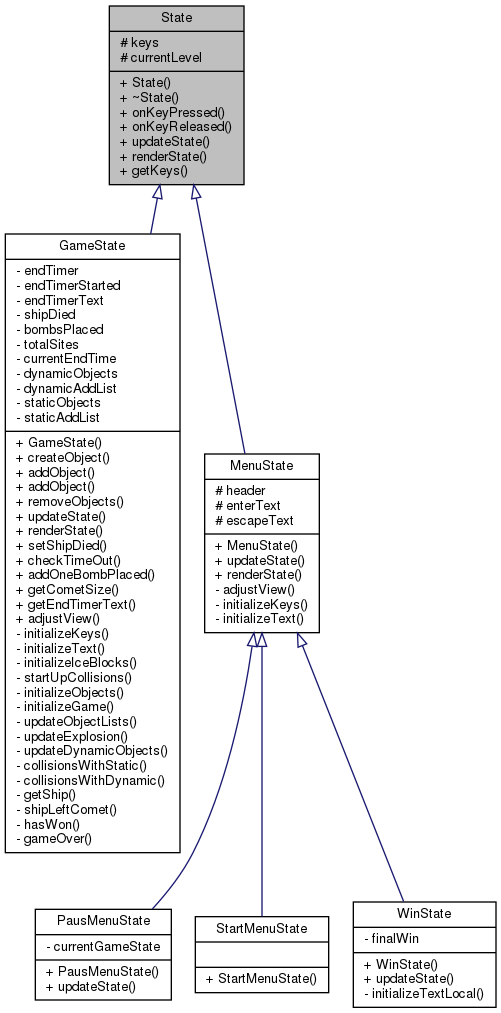 State
# keys
# currentLevel
+ State()
+ ~State()
+ onKeyPressed()
+ onKeyReleased()
+ updateState()
+ renderState()
+ getKeys()
GameState
- endTimer
- endTimerStarted
- endTimerText
- shipDied
- bombsPlaced
- totalSites
- currentEndTime
- dynamicObjects
- dynamicAddList
- staticObjects
- staticAddList
+ GameState()
+ createObject()
+ addObject()
+ addObject()
+ removeObjects()
+ updateState()
+ renderState()
+ setShipDied()
+ checkTimeOut()
+ addOneBombPlaced()
+ getCometSize()
+ getEndTimerText()
+ adjustView()
- initializeKeys()
- initializeText()
- initializeIceBlocks()
- startUpCollisions()
- initializeObjects()
- initializeGame()
- updateObjectLists()
- updateExplosion()
- updateDynamicObjects()
- collisionsWithStatic()
- collisionsWithDynamic()
- getShip()
- shipLeftComet()
- hasWon()
- gameOver()
MenuState
# header
# enterText
# escapeText
+ MenuState()
+ updateState()
+ renderState()
- adjustView()
- initializeKeys()
- initializeText()
PausMenuState
- currentGameState
+ PausMenuState()
+ updateState()
StartMenuState
+ StartMenuState()
WinState
- finalWin
+ WinState()
+ updateState()
- initializeTextLocal()